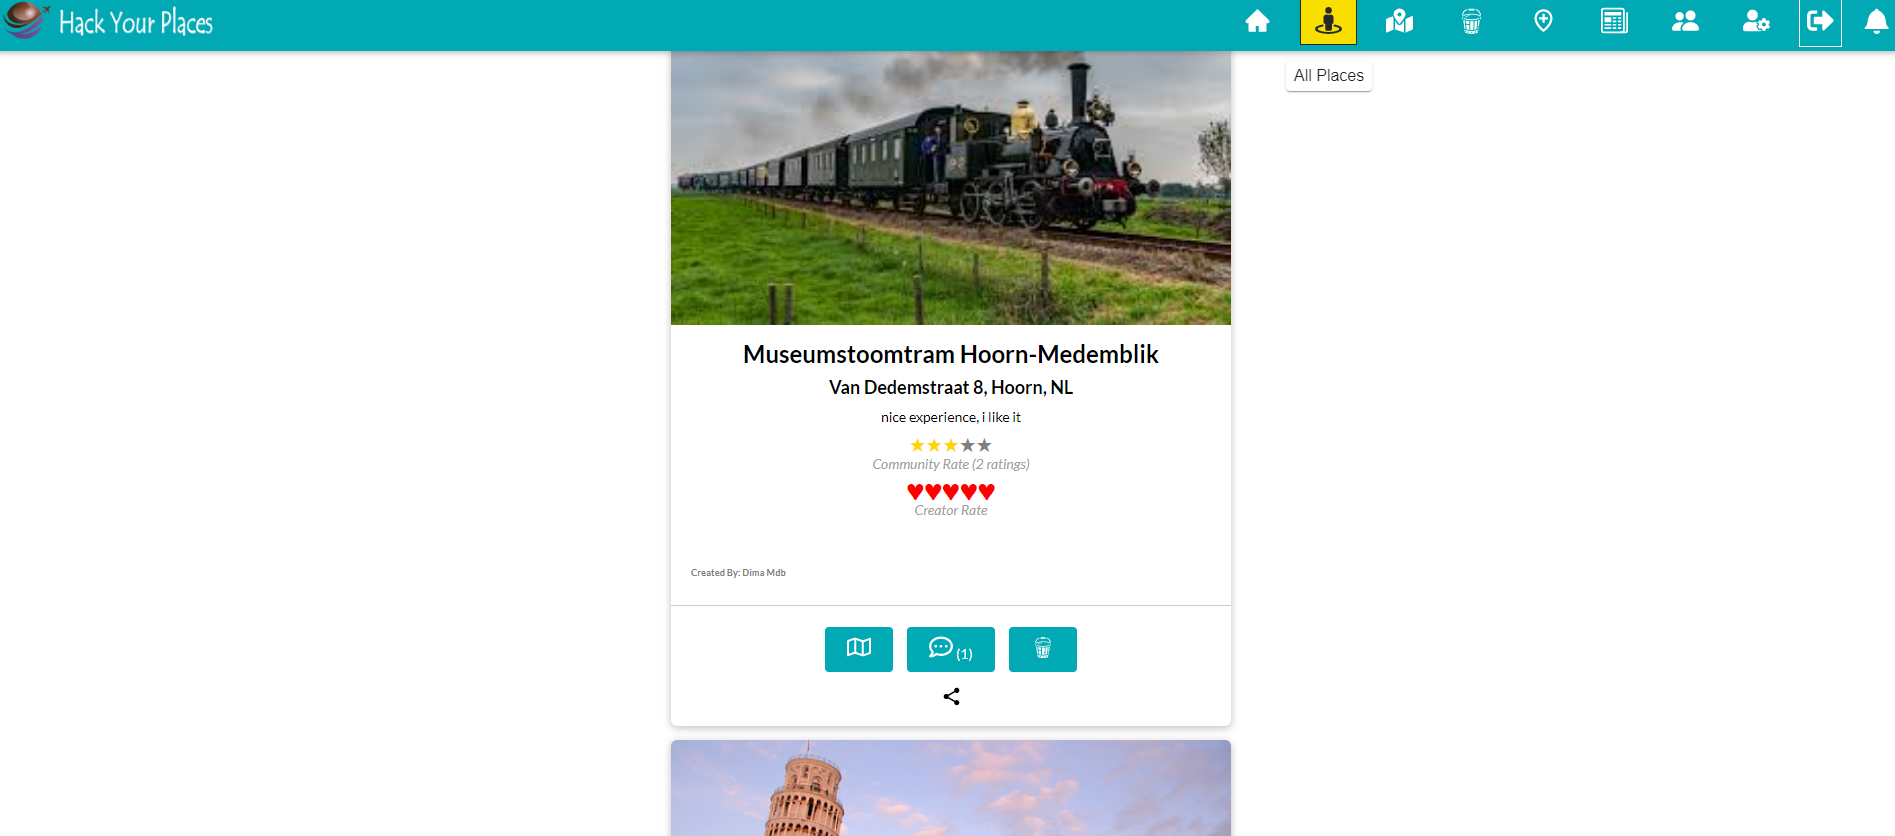 Hack Your Places
All Places
Museumstoomtram Hoorn-Medemblik
Van Dedemstraat 8, Hoorn, NL
nice experience, i like it
★★★★★
Community Rate (2 ratings)
♥♥♥♥♥
Creator Rate
Created By: Dima Mdb
(1)